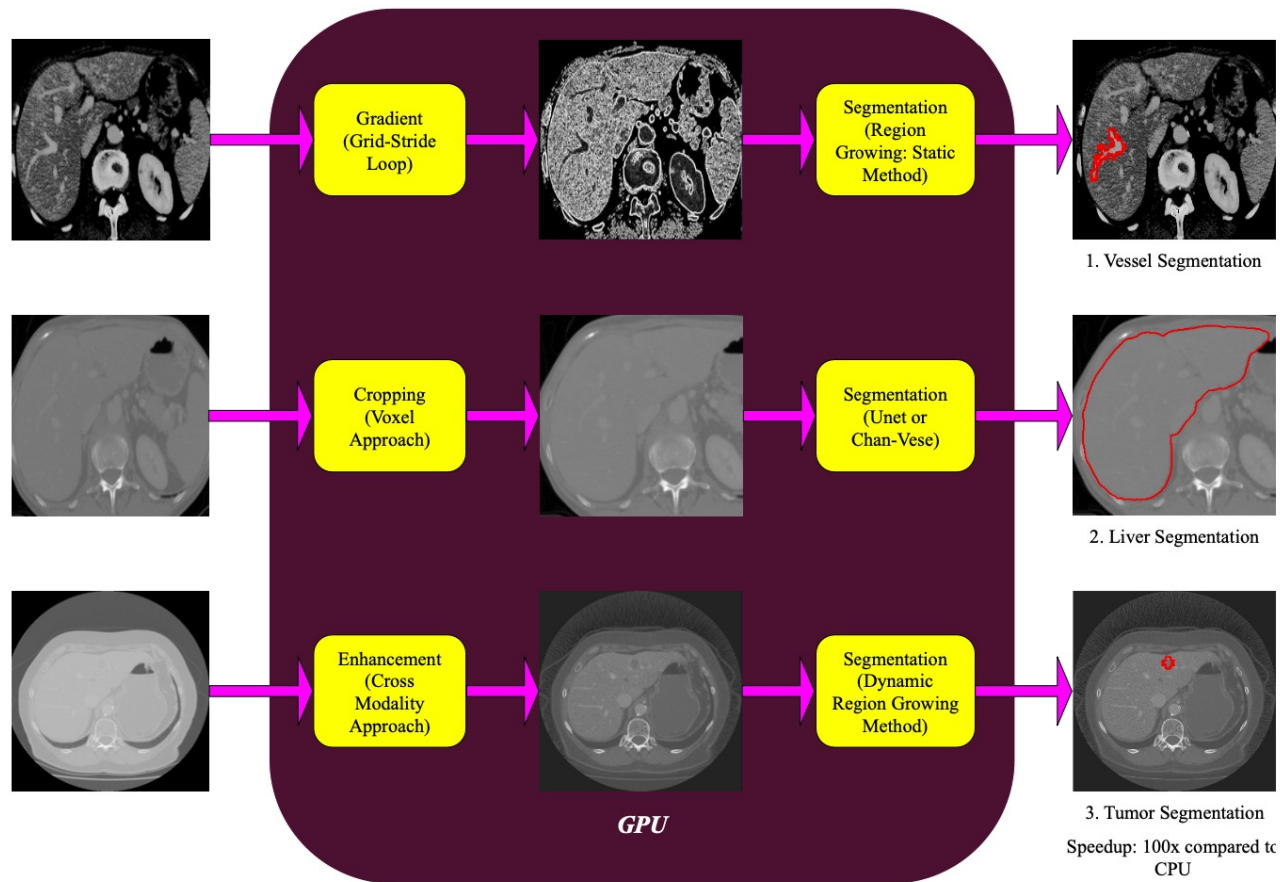 Gradient
(Grid-Stride
Loop)
Segmentation
(Region
Growing: Static
Method)
1. Vessel Segmentation
Cropping
(Voxel
Approach)
Segmentation
(Unet or
Chan-Vese)
2. Liver Segmentation
Enhancement
(Cross
Modality
Approach)
Segmentation
(Dynamic
Region Growing
Method)
3. Tumor Segmentation
Speedup: 100x compared to
CPU
GPU